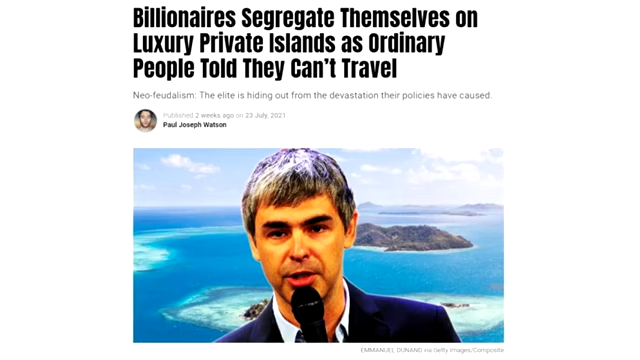 Billionaires Segregate Themselves on
Luxury Private Islands as Ordinary
People Told They Can't Travel
Neo-feudalism: The elite is hiding out from the devastation their policies have caused.
Published 2 weeks ago on 23 July, 2021
Paul Joseph Watson
EMMANUEL DUNAND via Getty Images/Composite